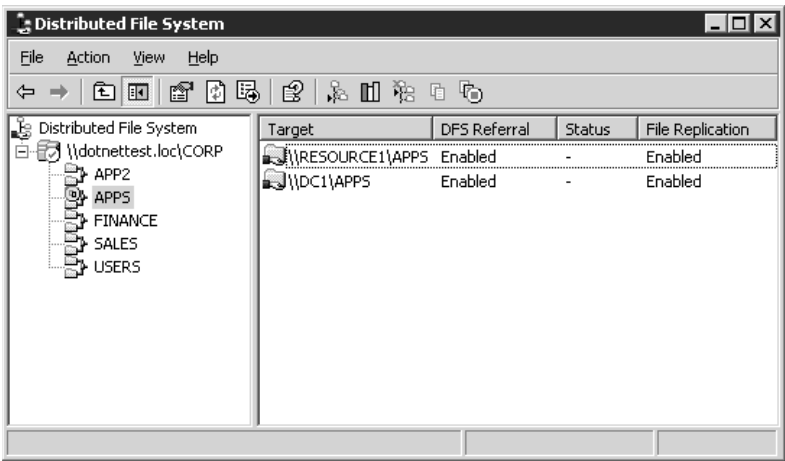 Distributed File System
File Action View Help
Distributed File System
\\dotnettest.loc\CORP
APP2
APPS
FINANCE
SALES
USERS
Target DFS Referral Status File Replication
\\RESOURCE1\APPS Enabled - Enabled
\\DC1\APPS Enabled - Enabled